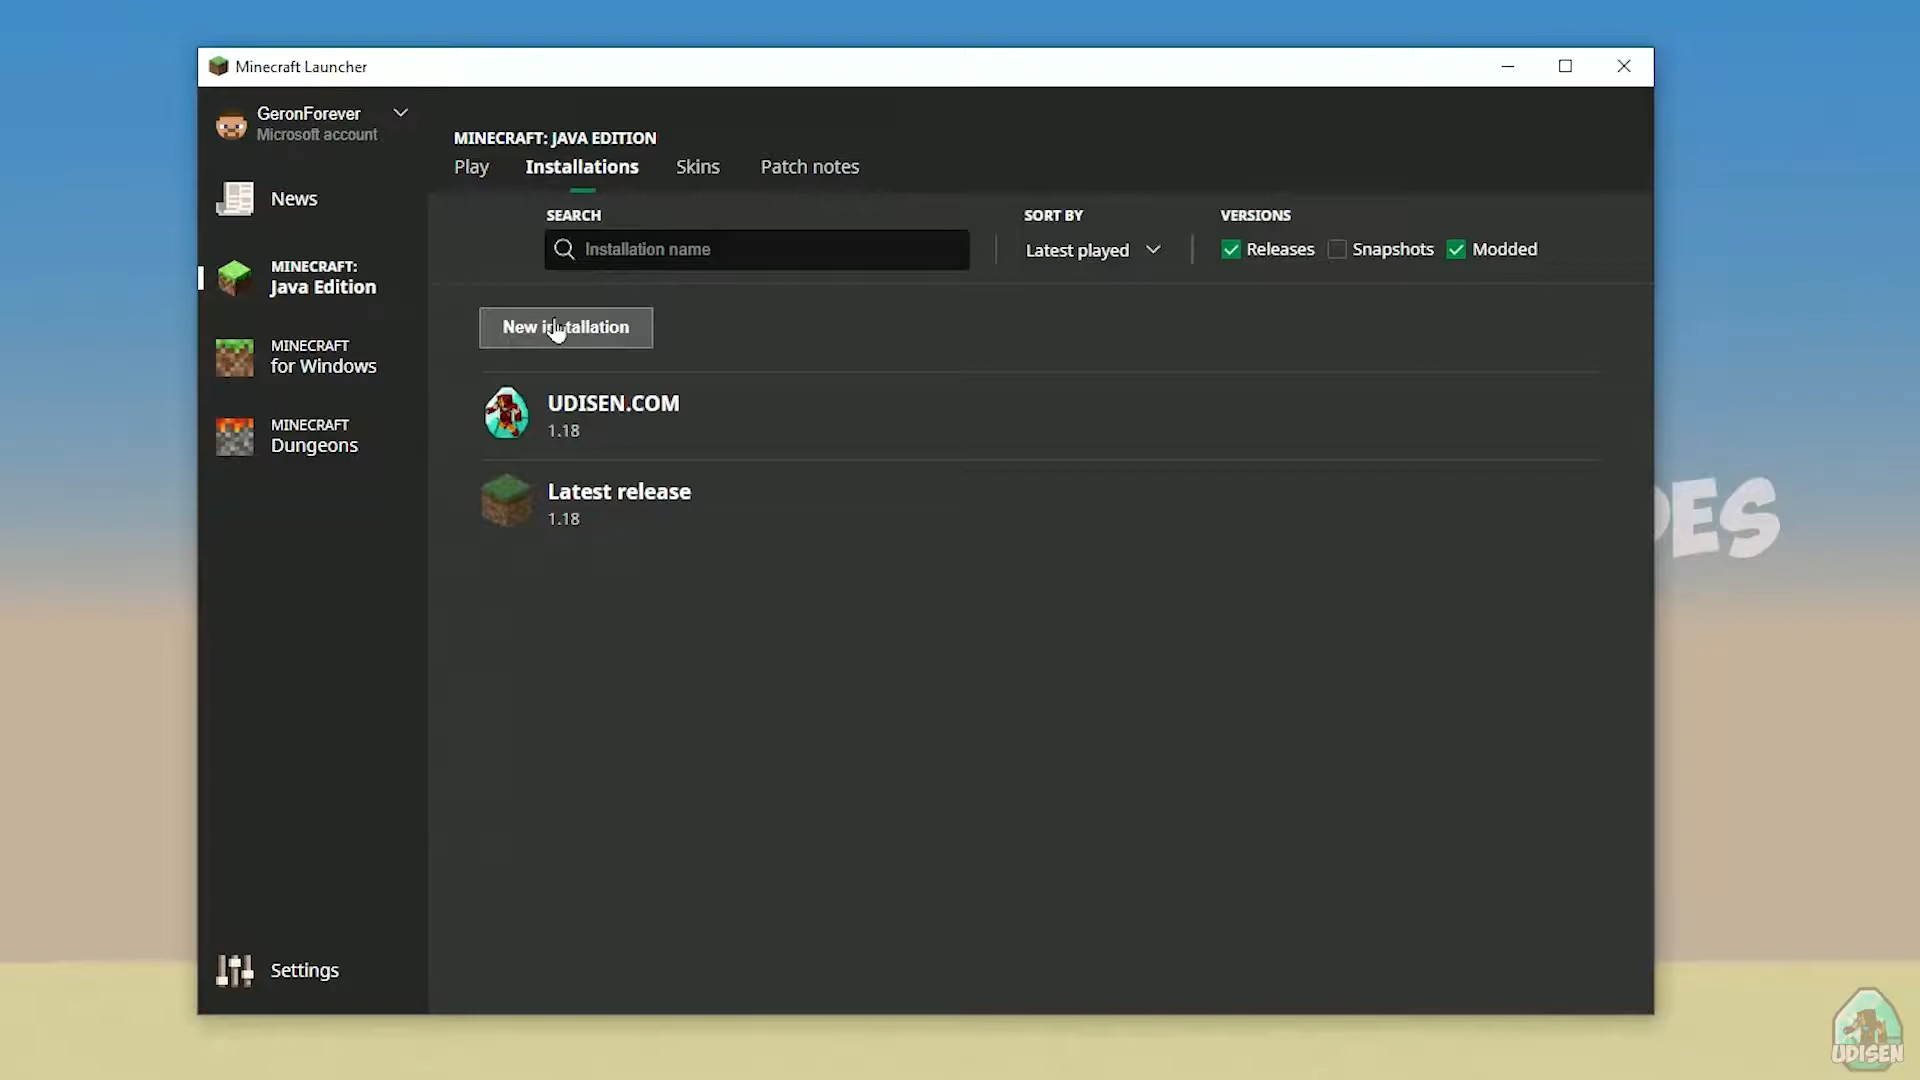 Minecraft Launcher
GeronForever
Microsoft account
News
MINECRAFT:
Java Edition
MINECRAFT
for Windows
MINECRAFT
Dungeons
Settings
MINECRAFT: JAVA EDITION
Play Installations Skins Patch notes
SEARCH SORT BY VERSIONS
Installation name Latest played Releases Snapshots Modded
New installation
UDISEN.COM
1.18
Latest release
1.18
DES
UDISEN